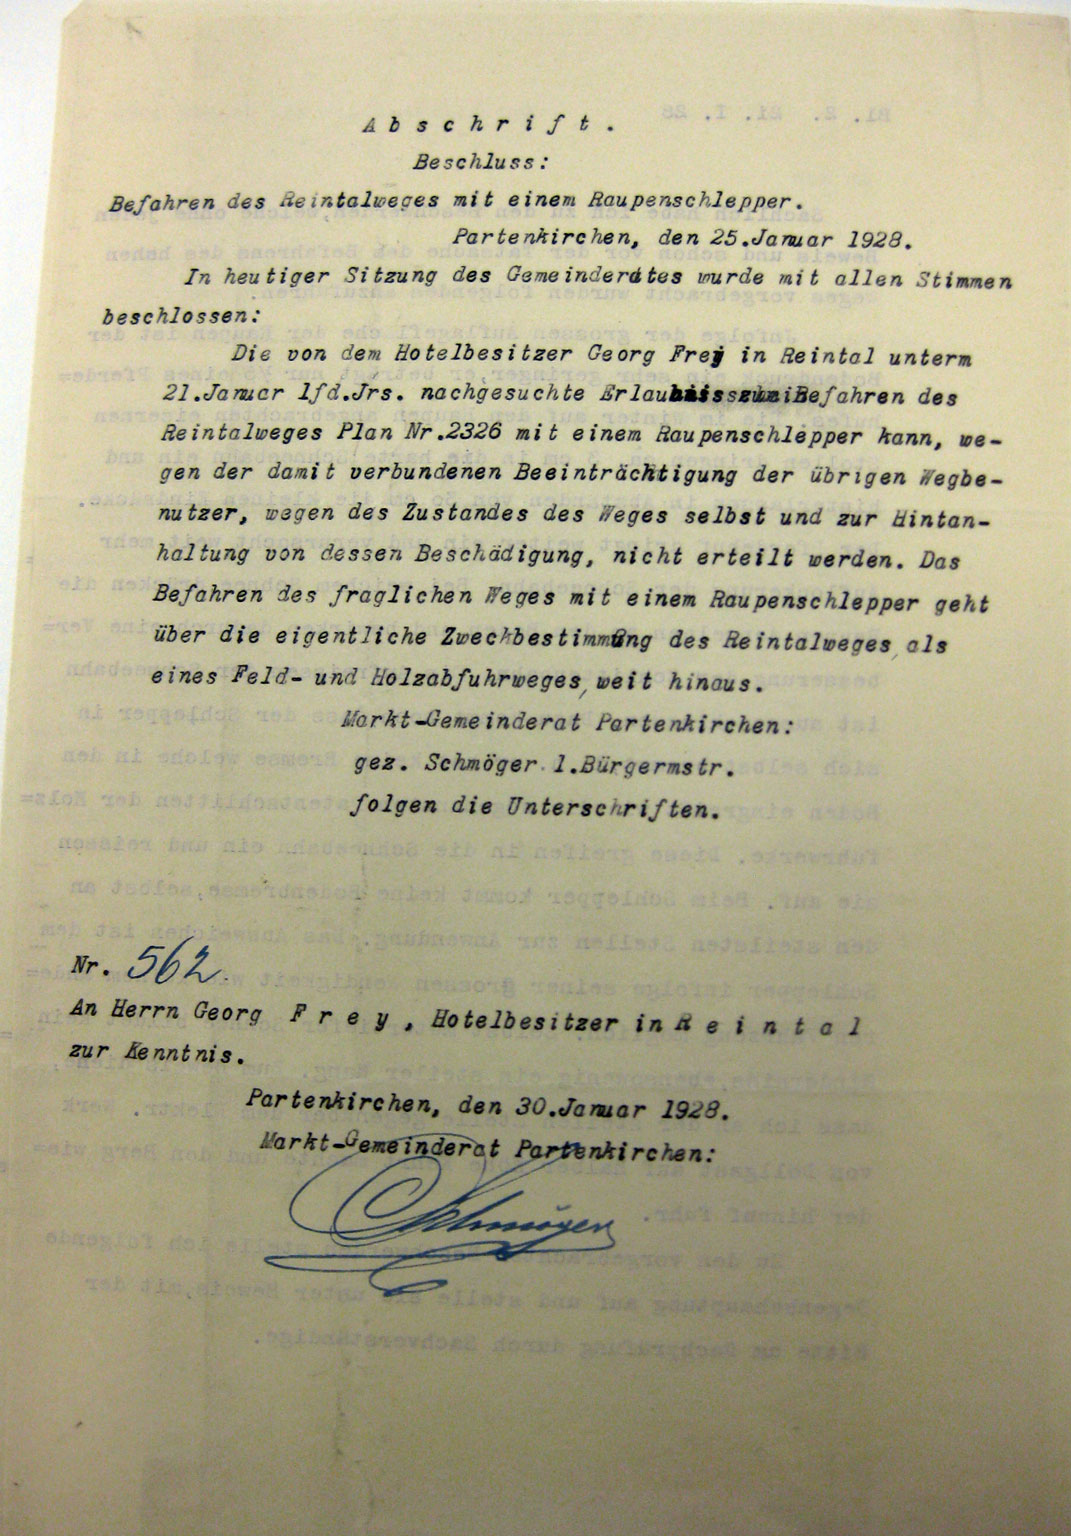 A b s c h r i f t .
Beschluss:
Befahren des Reintalweges mit einem Raupenschlepper.
Partenkirchen, den 25.Januar 1928.
In heutiger Sitzung des Gemeinderates wurde mit allen Stimmen
beschlossen:
Die von dem Hotelbesitzer Georg Frey in Reintal unterm
21.Januar lfd.Jrs. nachgesuchte Erlaubnis zum Befahren des
Reintalweges Plan Nr.2326 mit einem Raupenschlepper kann, we-
gen der damit verbundenen Beeinträchtigung der übrigen Wegbe-
nutzer, wegen des Zustandes des Weges selbst und zur Hintan-
haltung von dessen Beschädigung, nicht erteilt werden. Das
Befahren des fraglichen Weges mit einem Raupenschlepper geht
über die eigentliche Zweckbestimmung des Reintalweges, als
eines Feld- und Holzabfuhrweges, weit hinaus.
Markt-Gemeinderat Partenkirchen:
gez. Schmöger 1.Bürgermstr.
folgen die Unterschriften.
Nr. 562.
An Herrn Georg F r e y , Hotelbesitzer in R e i n t a l
zur Kenntnis.
Partenkirchen, den 30.Januar 1928.
Markt-Gemeinderat Partenkirchen:
Schmöger